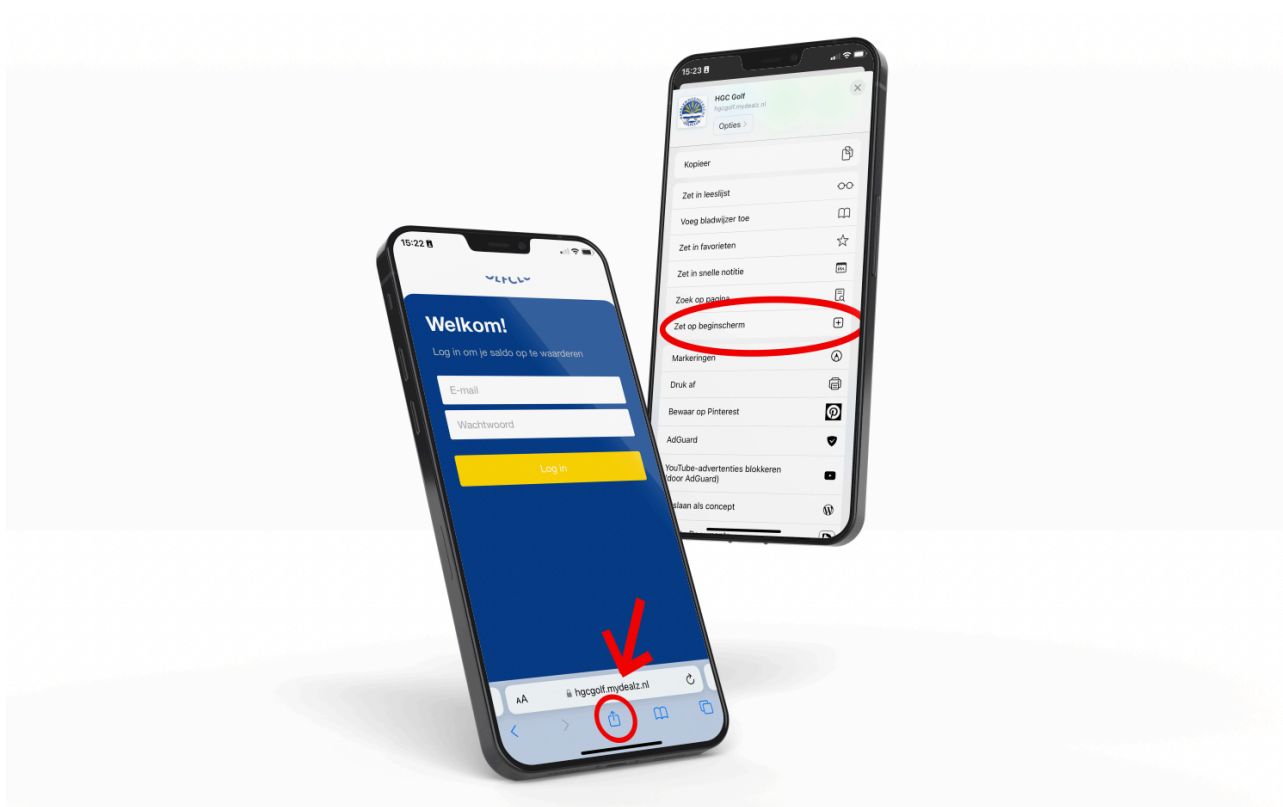 15:22
Welkom!
Log in om je saldo op te waarderen
E-mail
Wachtwoord
Log in
AA
hgcgolf.mydealz.nl
15:23
HGC Golf
hgcgolf.mydealz.nl
Opties >
Kopieer
Zet in leeslijst
Voeg bladwijzer toe
Zet in favorieten
Zet in snelle notitie
Zoek op pagina
Zet op beginscherm
Markeringen
Druk af
Bewaar op Pinterest
AdGuard
YouTube-advertenties blokkeren
(door AdGuard)
slaan als concept